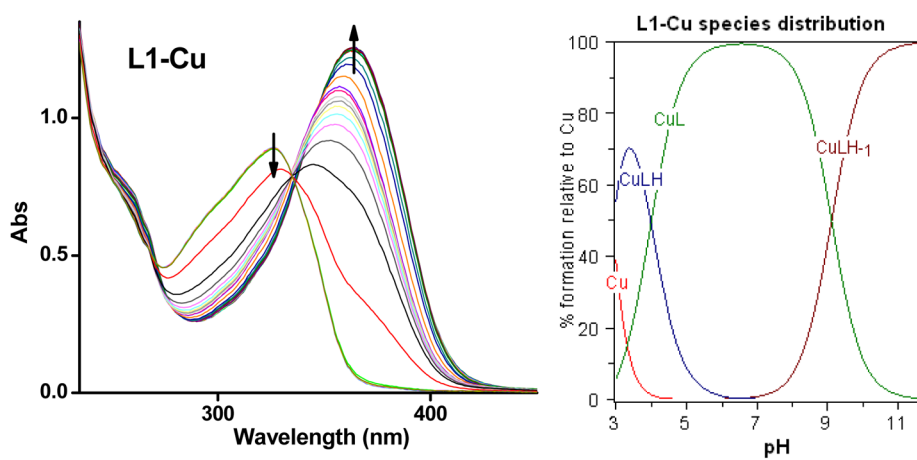 L1-Cu
Abs
1.0
0.5
0.0
300
400
Wavelength (nm)
L1-Cu species distribution
% formation relative to Cu
100
80
60
40
20
0
CuL
CuLH
CuLH-1
Cu
3
5
7
9
11
pH